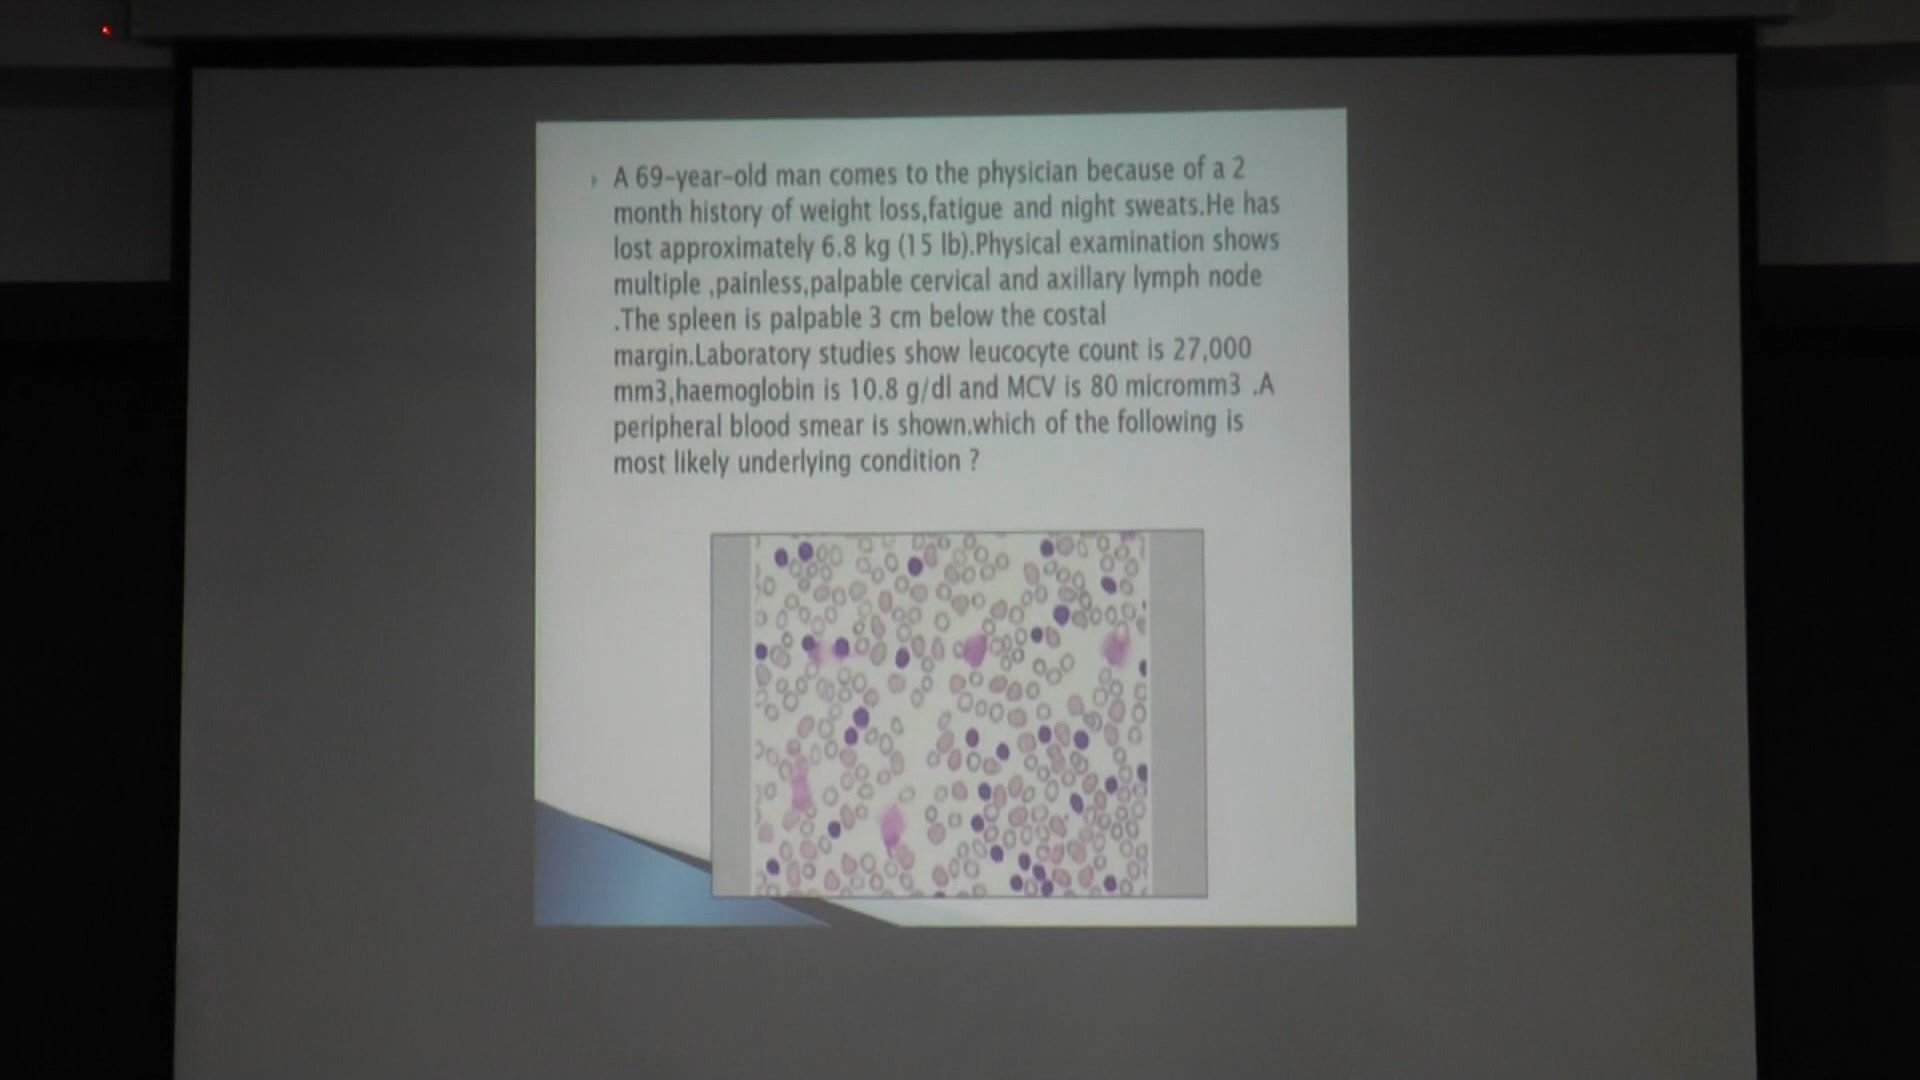 A 69-year-old man comes to the physician because of a 2
month history of weight loss,fatigue and night sweats.He has
lost approximately 6.8 kg (15 lb).Physical examination shows
multiple ,painless,palpable cervical and axillary lymph node
.The spleen is palpable 3 cm below the costal
margin.Laboratory studies show leucocyte count is 27,000
mm3,haemoglobin is 10.8 g/dl and MCV is 80 micromm3 .A
peripheral blood smear is shown.which of the following is
most likely underlying condition ?